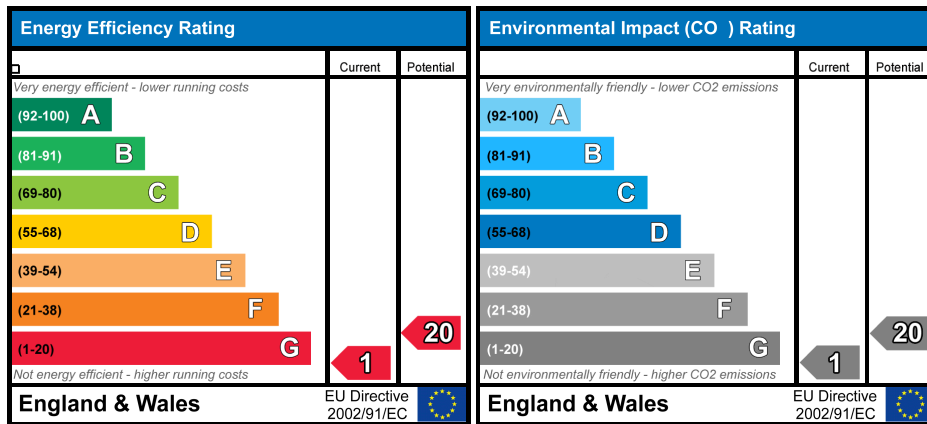 Energy Efficiency Rating
Current Potential
Very energy efficient - lower running costs
(92-100) A
(81-91) B
(69-80) C
(55-68) D
(39-54) E
(21-38) F
(1-20) G
1
20
Not energy efficient - higher running costs
England & Wales
EU Directive
2002/91/EC
Environmental Impact (CO ) Rating
Current Potential
Very environmentally friendly - lower CO2 emissions
(92-100) A
(81-91) B
(69-80) C
(55-68) D
(39-54) E
(21-38) F
(1-20) G
1
20
Not environmentally friendly - higher CO2 emissions
England & Wales
EU Directive
2002/91/EC